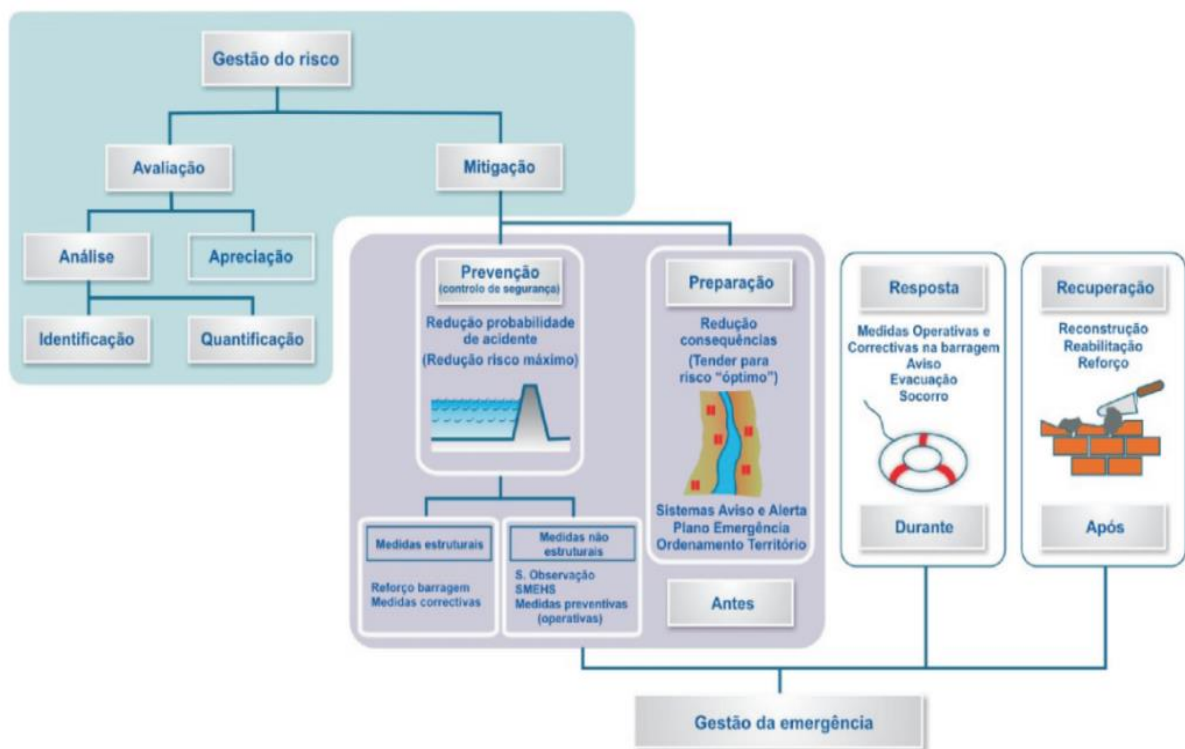 Gestão do risco
Avaliação
Mitigação
Análise
Apreciação
Identificação
Quantificação
Prevenção
(controlo de segurança)
Redução probabilidade
de acidente
(Redução risco máximo)
Medidas estruturais
Reforço barragem
Medidas correctivas
Medidas não
estruturais
S. Observação
SMEHS
Medidas preventivas
(operativas)
Preparação
Redução
consequências
(Tender para
risco “óptimo”)
Sistemas Aviso e Alerta
Plano Emergência
Ordenamento Território
Antes
Resposta
Medidas Operativas e
Correctivas na barragem
Aviso
Evacuação
Socorro
Durante
Recuperação
Reconstrução
Reabilitação
Reforço
Após
Gestão da emergência